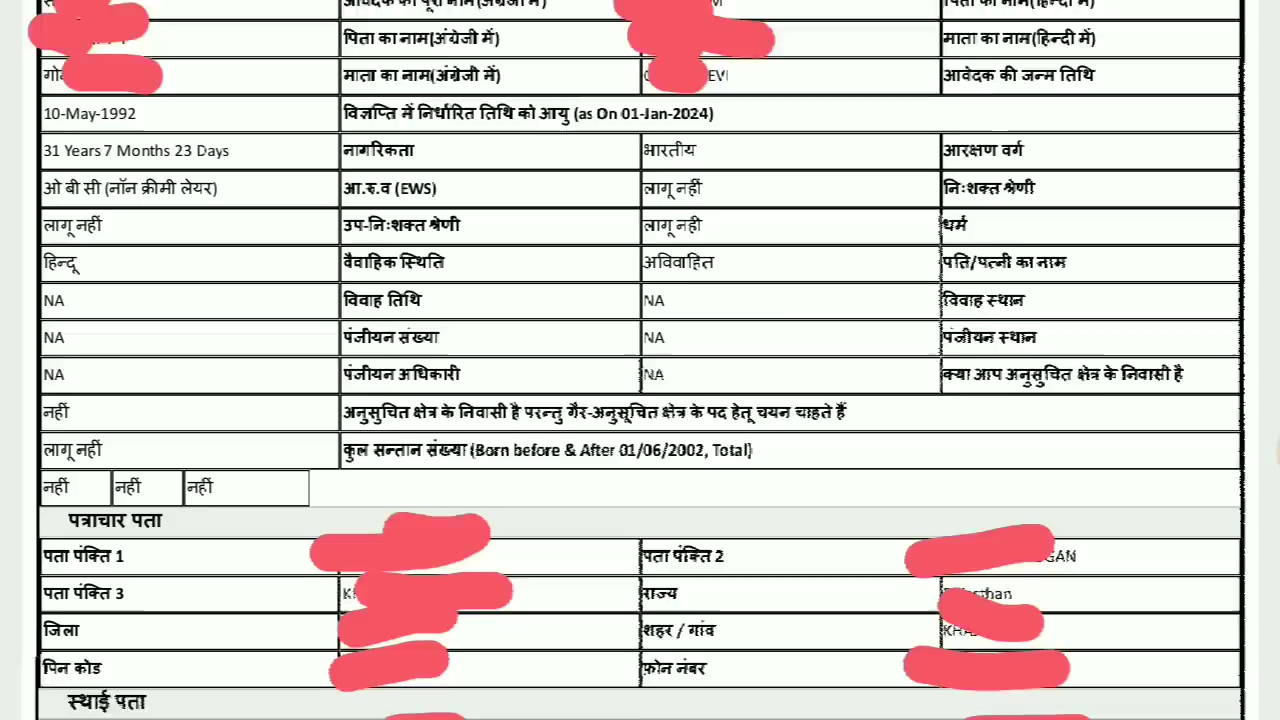 आवेदक का पूरा नाम(अंग्रेजी में) पिता का नाम(हिन्दी में)
पिता का नाम(अंग्रेजी में) माता का नाम(हिन्दी में)
माता का नाम(अंग्रेजी में) आवेदक की जन्म तिथि
10-May-1992 विज्ञप्ति में निर्धारित तिथि को आयु (as On 01-Jan-2024)
31 Years 7 Months 23 Days नागरिकता भारतीय आरक्षण वर्ग
ओ बी सी (नॉन क्रीमी लेयर) आ.रु.व (EWS) लागू नहीं निःशक्त श्रेणी
लागू नहीं उप-निःशक्त श्रेणी लागू नही धर्म
हिन्दू वैवाहिक स्थिति अविवाहित पति/पत्नी का नाम
NA विवाह तिथि NA विवाह स्थान
NA पंजीयन संख्या NA पंजीयन स्थान
NA पंजीयन अधिकारी NA क्या आप अनुसुचित क्षेत्र के निवासी है
नहीं अनुसुचित क्षेत्र के निवासी है परन्तु गैर-अनुसूचित क्षेत्र के पद हेतू चयन चाहते हैं
लागू नहीं कुल सन्तान संख्या (Born before & After 01/06/2002, Total)
नहीं नहीं नहीं
पत्राचार पता
पता पंक्ति 1 पता पंक्ति 2
पता पंक्ति 3 राज्य
जिला शहर / गांव
पिन कोड फ़ोन नंबर
स्थाई पता